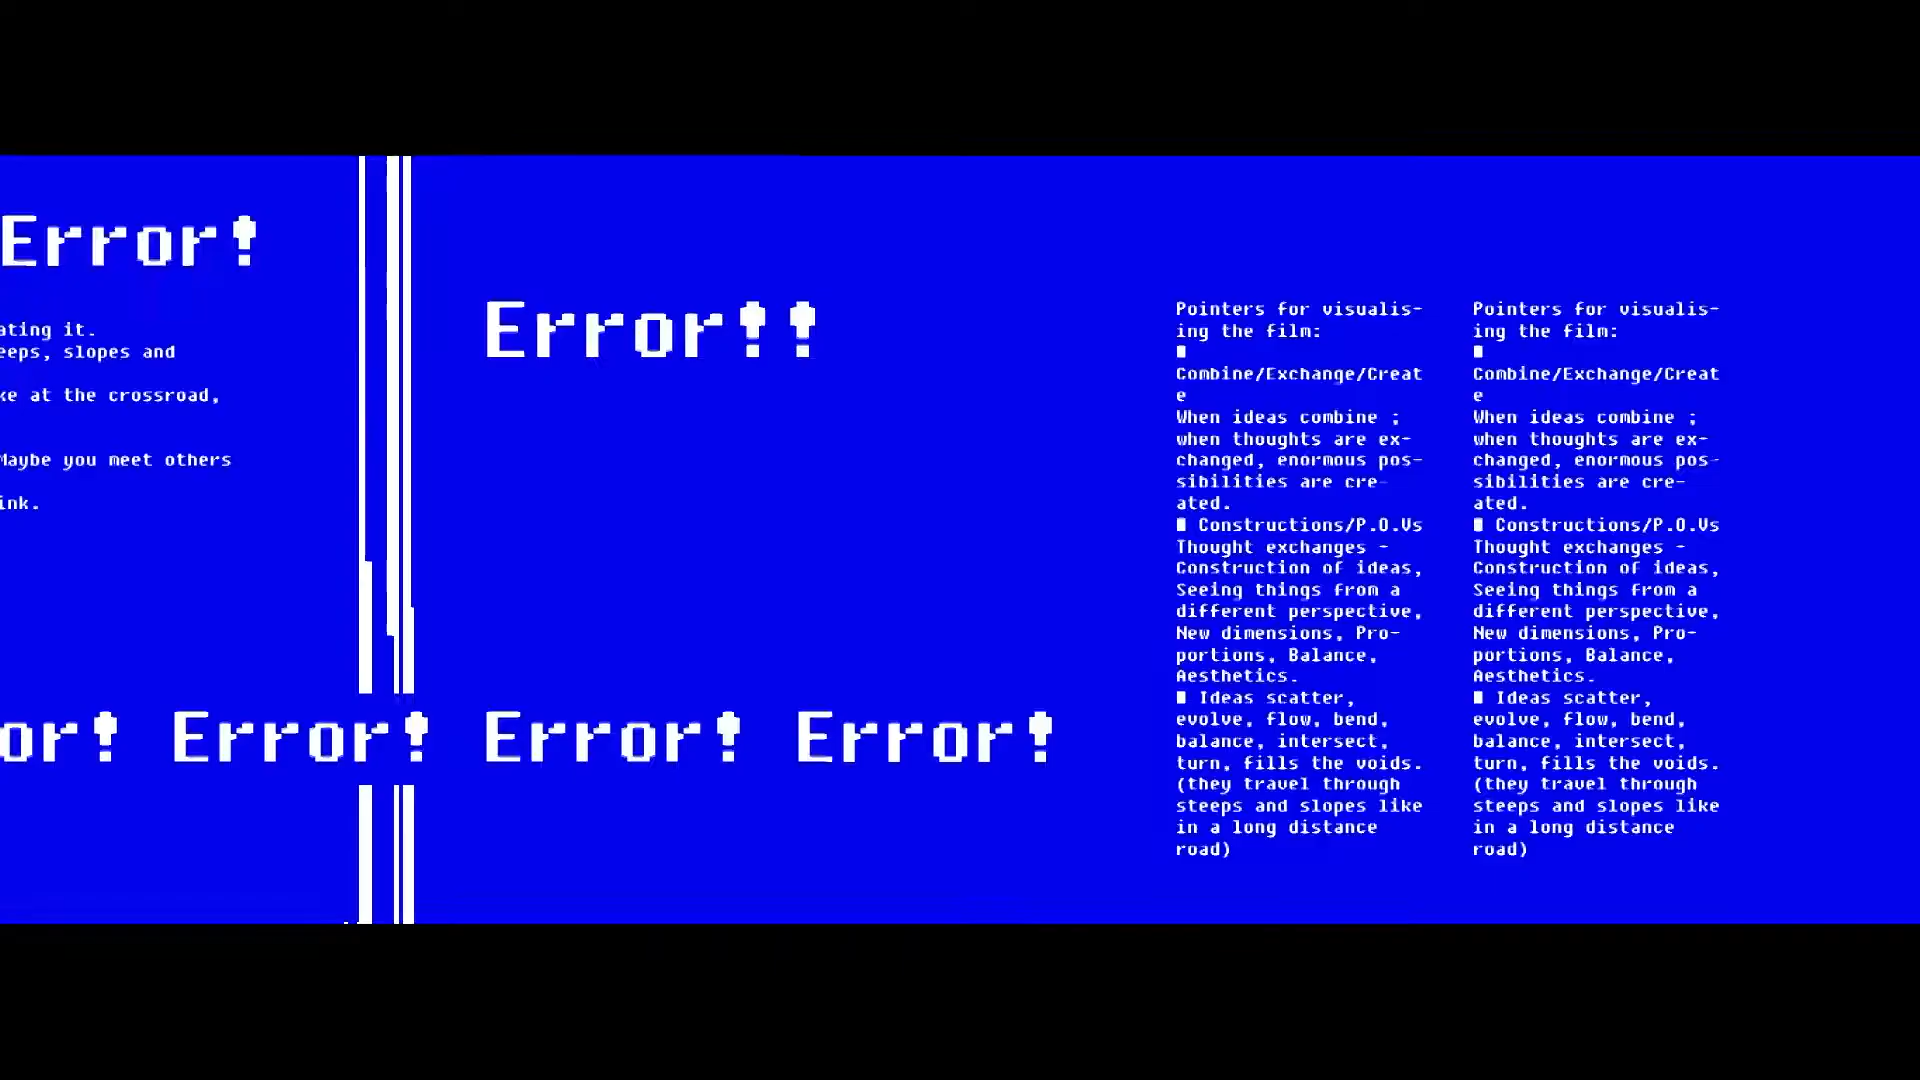 Error!
ating it.
eeps, slopes and
ke at the crossroad,
Maybe you meet others
ink.
Error!!
or! Error! Error! Error!
Pointers for visualis-
ing the film:
Combine/Exchange/Creat
e
When ideas combine ;
when thoughts are ex-
changed, enormous pos-
sibilities are cre-
ated.
Constructions/P.O.Vs
Thought exchanges -
Construction of ideas,
Seeing things from a
different perspective,
New dimensions, Pro-
portions, Balance,
Aesthetics.
Ideas scatter,
evolve, flow, bend,
balance, intersect,
turn, fills the voids.
(they travel through
steeps and slopes like
in a long distance
road)
Pointers for visualis-
ing the film:
Combine/Exchange/Creat
e
When ideas combine ;
when thoughts are ex-
changed, enormous pos-
sibilities are cre-
ated.
Constructions/P.O.Vs
Thought exchanges -
Construction of ideas,
Seeing things from a
different perspective,
New dimensions, Pro-
portions, Balance,
Aesthetics.
Ideas scatter,
evolve, flow, bend,
balance, intersect,
turn, fills the voids.
(they travel through
steeps and slopes like
in a long distance
road)